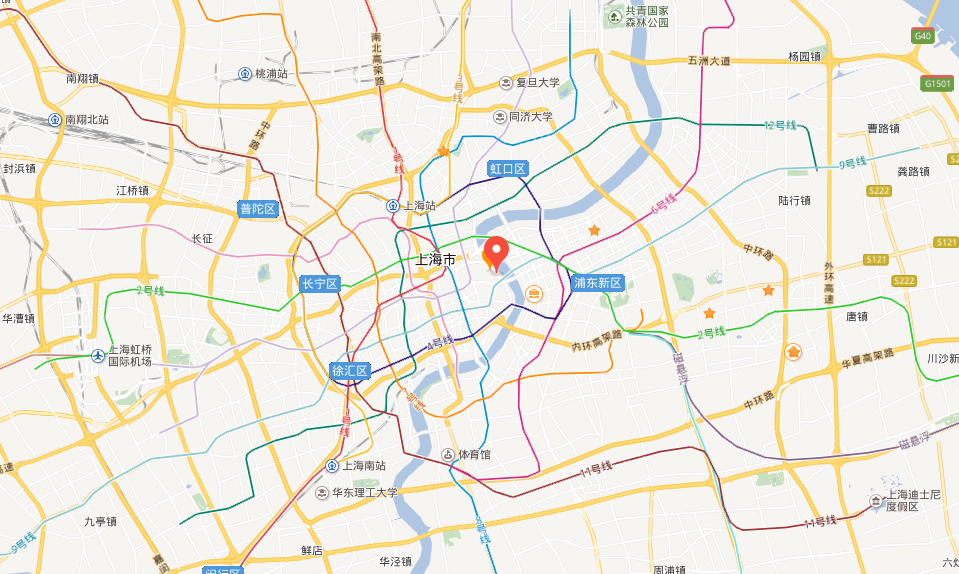 共青国家
森林公园
G40
杨园镇
五洲大道
南北高架路
南翔镇
桃浦站
3号线
复旦大学
G1501
南翔北站
中环路
同济大学
12号线
曹路镇
1号线
9号线
封浜镇
虹口区
龚路镇
江桥镇
S222
普陀区
上海站
6号线
陆行镇
长征
上海市
中环路
S121
S121
外环高速
长宁区
浦东新区
S222
2号线
华漕镇
唐镇
2号线
内环高架路
4号线
上海虹桥
国际机场
徐汇区
磁悬浮
华夏高架路
川沙新
中环路
1号线
磁悬浮
体育馆
上海南站
11号线
高速
华东理工大学
上海迪士尼
度假区
九亭镇
11号线
8号线
9号线
鲜店
嘉闵
华泾镇
周浦镇
六灶
闵行区